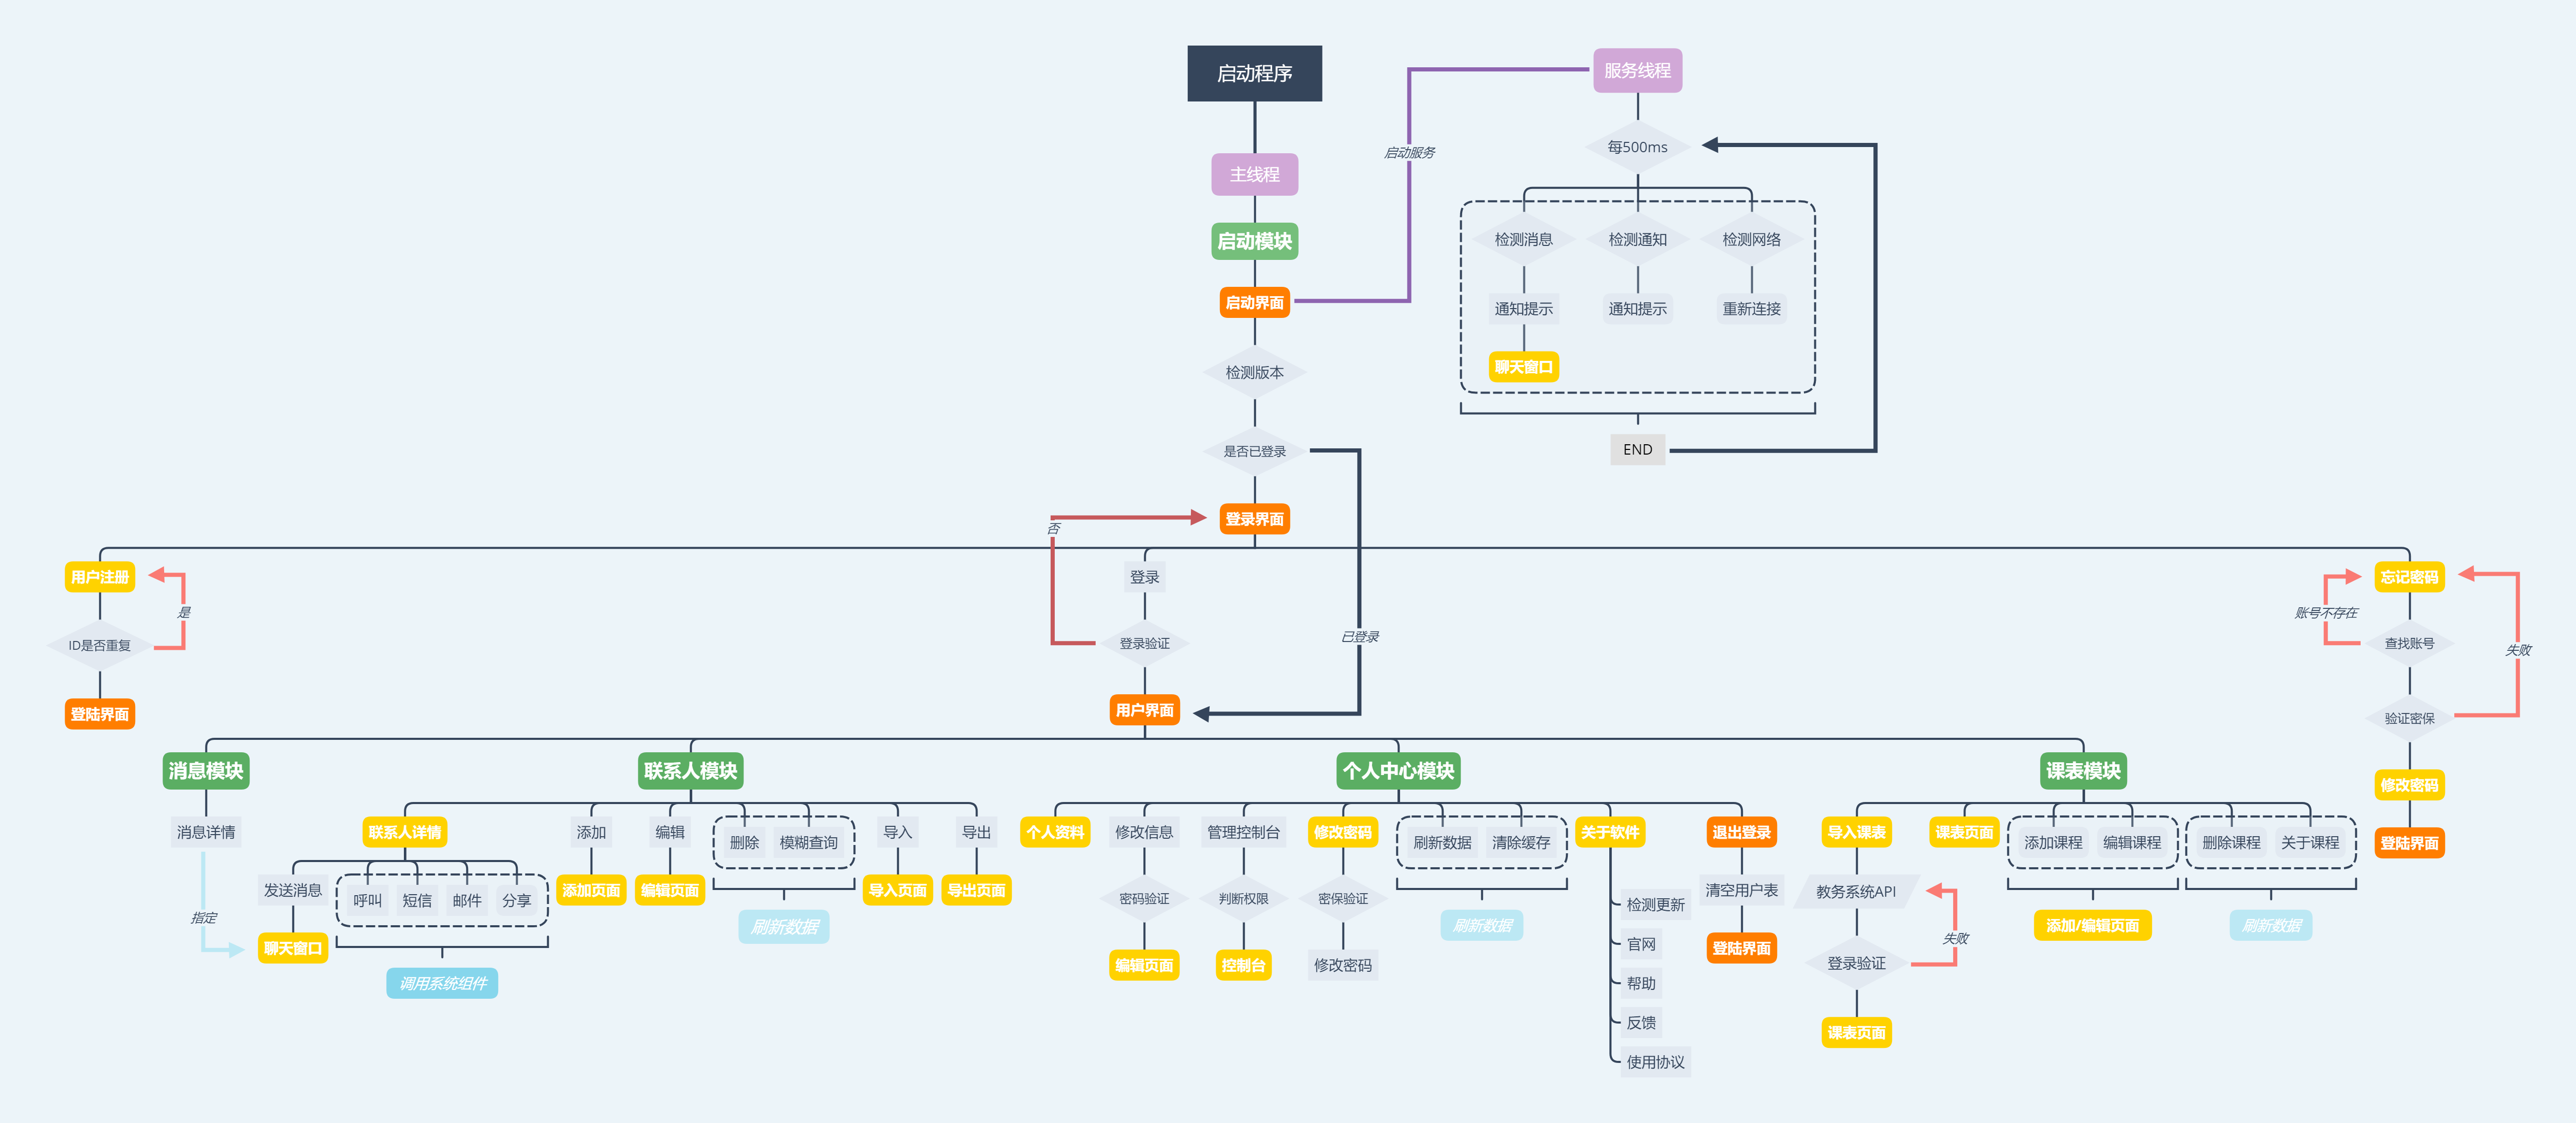 启动程序
服务线程
每500ms
启动服务
主线程
启动模块
检测消息
检测通知
检测网络
启动界面
通知提示
通知提示
重新连接
聊天窗口
检测版本
是否已登录
END
登录界面
否
用户注册
登录
忘记密码
是
账号不存在
ID是否重复
登录验证
已登录
查找账号
失败
登陆界面
用户界面
验证密保
消息模块
联系人模块
个人中心模块
课表模块
修改密码
登陆界面
消息详情
联系人详情
添加
编辑
删除
模糊查询
导入
导出
个人资料
修改信息
管理控制台
修改密码
刷新数据
清除缓存
关于软件
退出登录
导入课表
课表页面
添加课程
编辑课程
删除课程
关于课程
指定
发送消息
呼叫
短信
邮件
分享
添加页面
编辑页面
刷新数据
导入页面
导出页面
密码验证
判断权限
密保验证
刷新数据
检测更新
清空用户表
教务系统API
添加/编辑页面
刷新数据
聊天窗口
调用系统组件
编辑页面
控制台
修改密码
官网
帮助
反馈
使用协议
登陆界面
失败
登录验证
课表页面